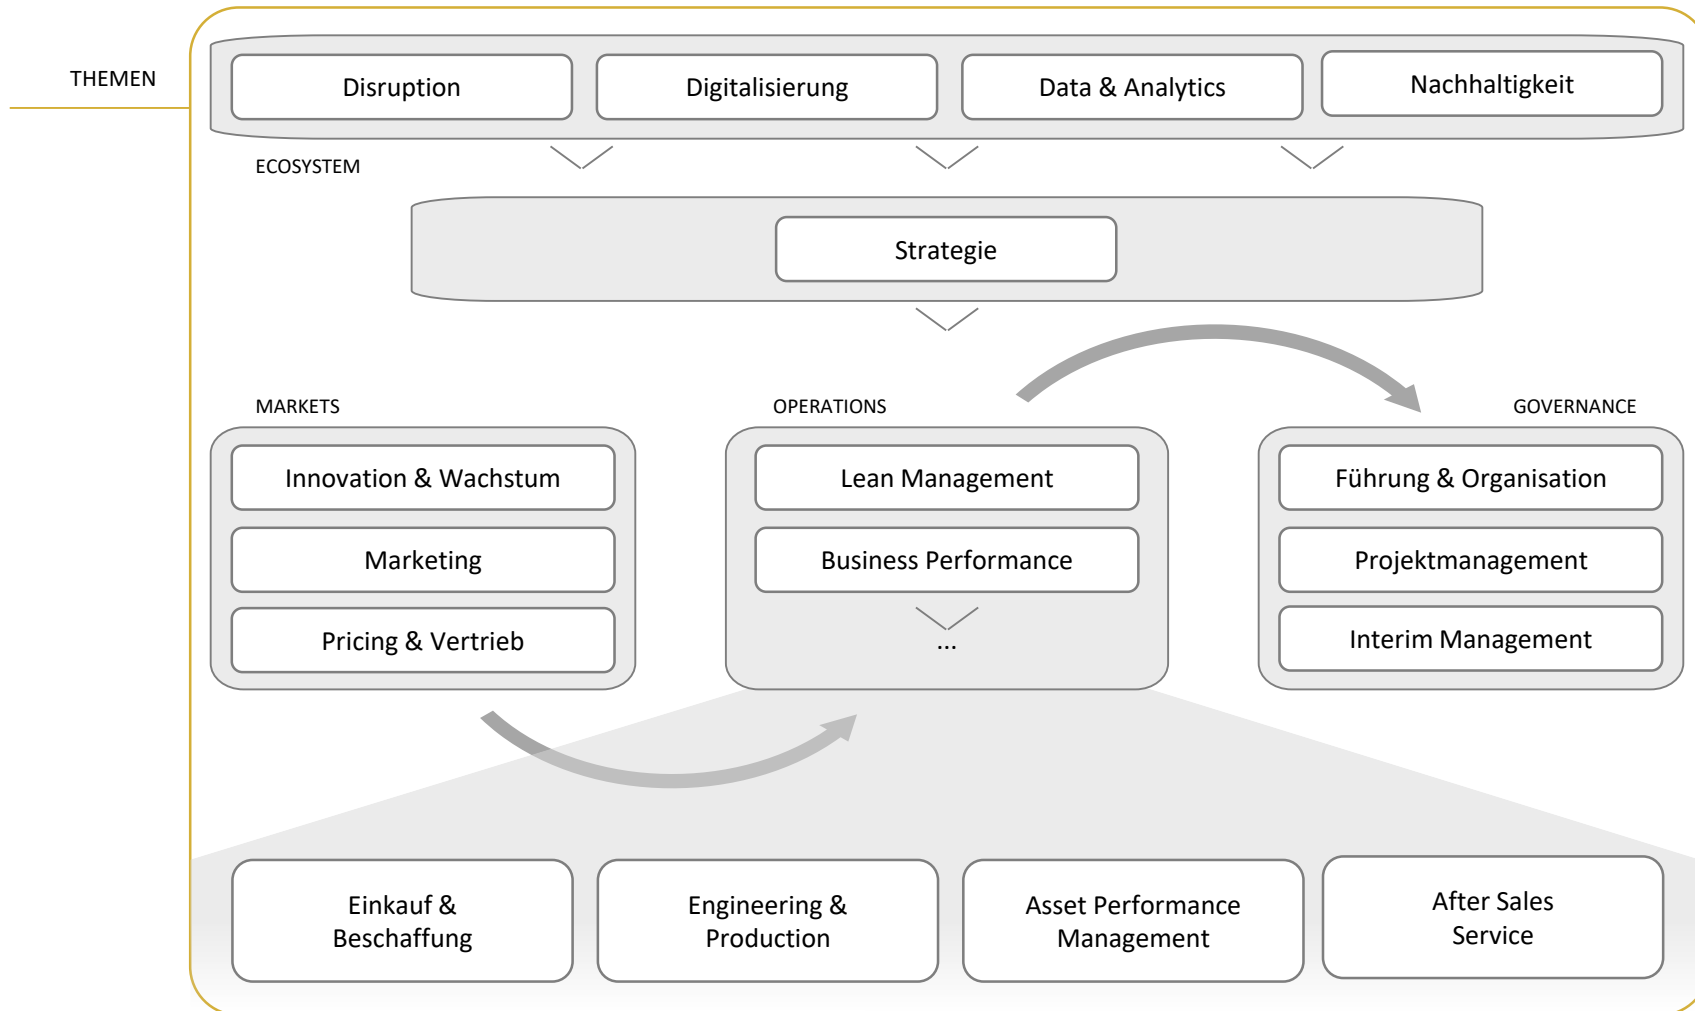 THEMEN
Disruption
Digitalisierung
Data & Analytics
Nachhaltigkeit
ECOSYSTEM
Strategie
MARKETS
OPERATIONS
GOVERNANCE
Innovation & Wachstum
Lean Management
Führung & Organisation
Marketing
Business Performance
Projektmanagement
Pricing & Vertrieb
...
Interim Management
Einkauf &
Beschaffung
Engineering &
Production
Asset Performance
Management
After Sales
Service